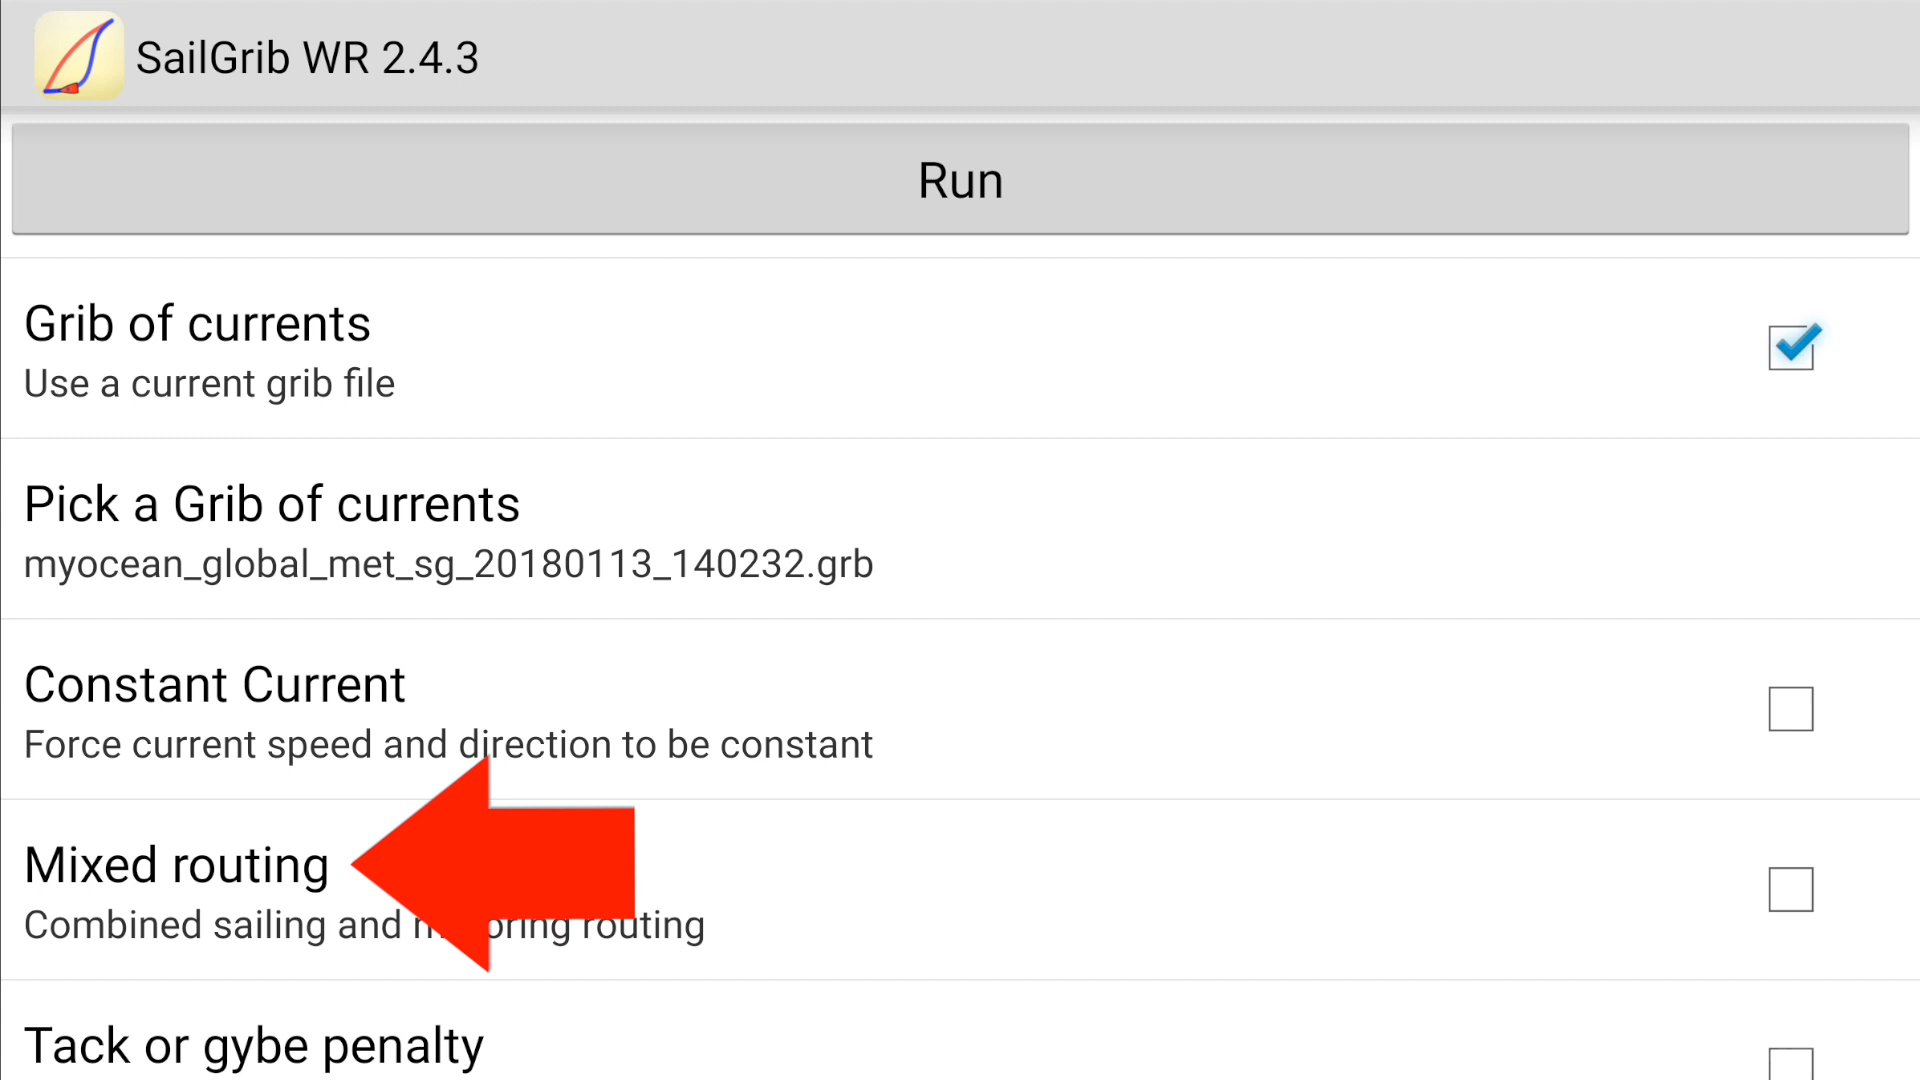 SailGrib WR 2.4.3
Run
Grib of currents
Use a current grib file
Pick a Grib of currents
myocean_global_met_sg_20180113_140232.grb
Constant Current
Force current speed and direction to be constant
Mixed routing
Combined sailing and routing
Tack or gybe penalty